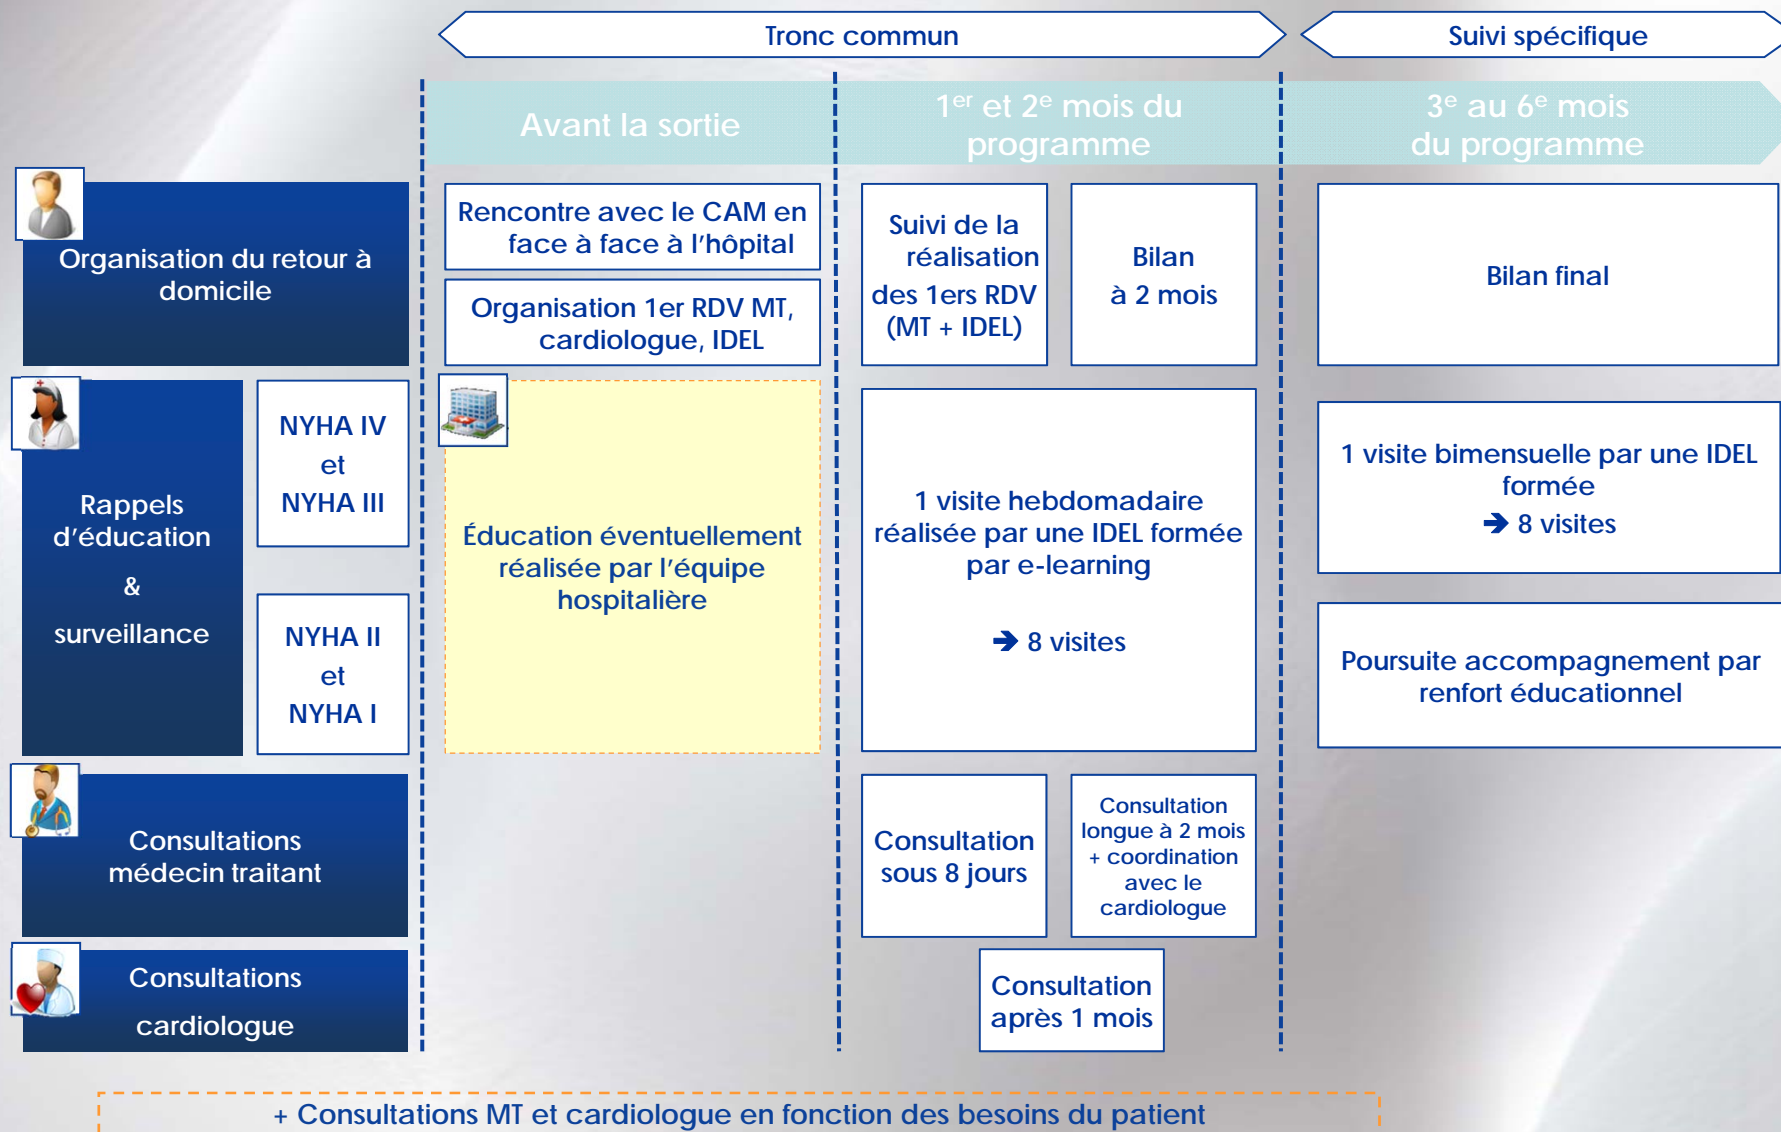 Tronc commun
Suivi spécifique
Avant la sortie
1er et 2e mois du
programme
3e au 6e mois
du programme
Organisation du retour à
domicile
Rencontre avec le CAM en
face à face à l'hôpital
Organisation 1er RDV MT,
cardiologue, IDEL
Suivi de la
réalisation
des 1ers RDV
(MT + IDEL)
Bilan
à 2 mois
Bilan final
Rappels
d'éducation
&
surveillance
NYHA IV
et
NYHA III
NYHA II
et
NYHA I
Éducation éventuellement
réalisée par l'équipe
hospitalière
1 visite hebdomadaire
réalisée par une IDEL formée
par e-learning
➔ 8 visites
1 visite bimensuelle par une IDEL
formée
➔ 8 visites
Poursuite accompagnement par
renfort éducationnel
Consultations
médecin traitant
Consultation
sous 8 jours
Consultation
longue à 2 mois
+ coordination
avec le
cardiologue
Consultations
cardiologue
Consultation
après 1 mois
+ Consultations MT et cardiologue en fonction des besoins du patient